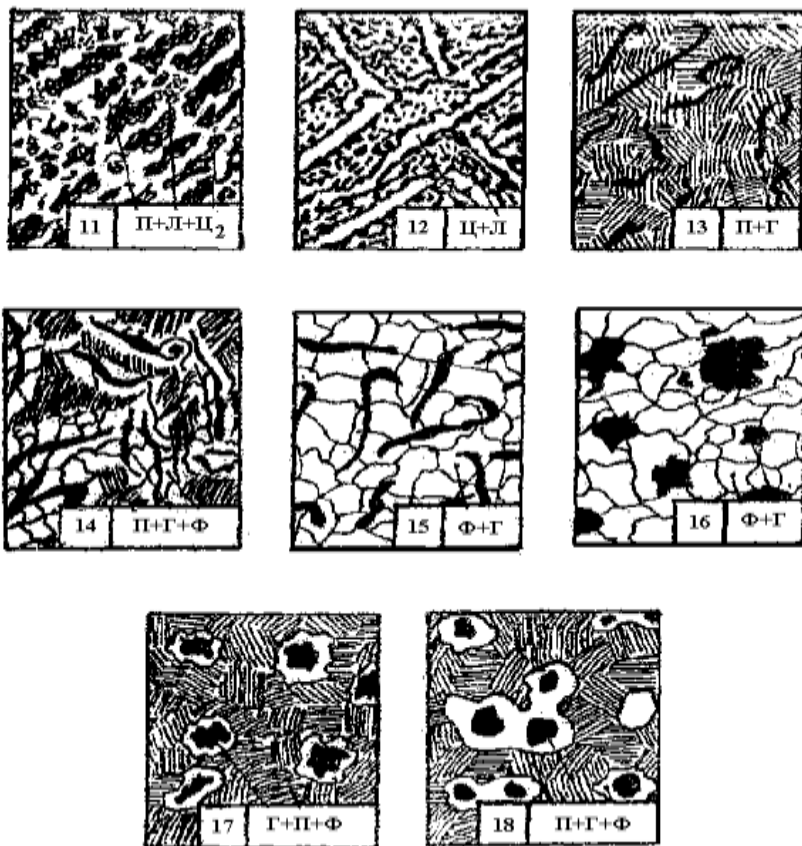 11 П+Л+Ц2
12 Ц+Л
13 П+Г
14 П+Г+Ф
15 Ф+Г
16 Ф+Г
17 Г+П+Ф
18 П+Г+Ф